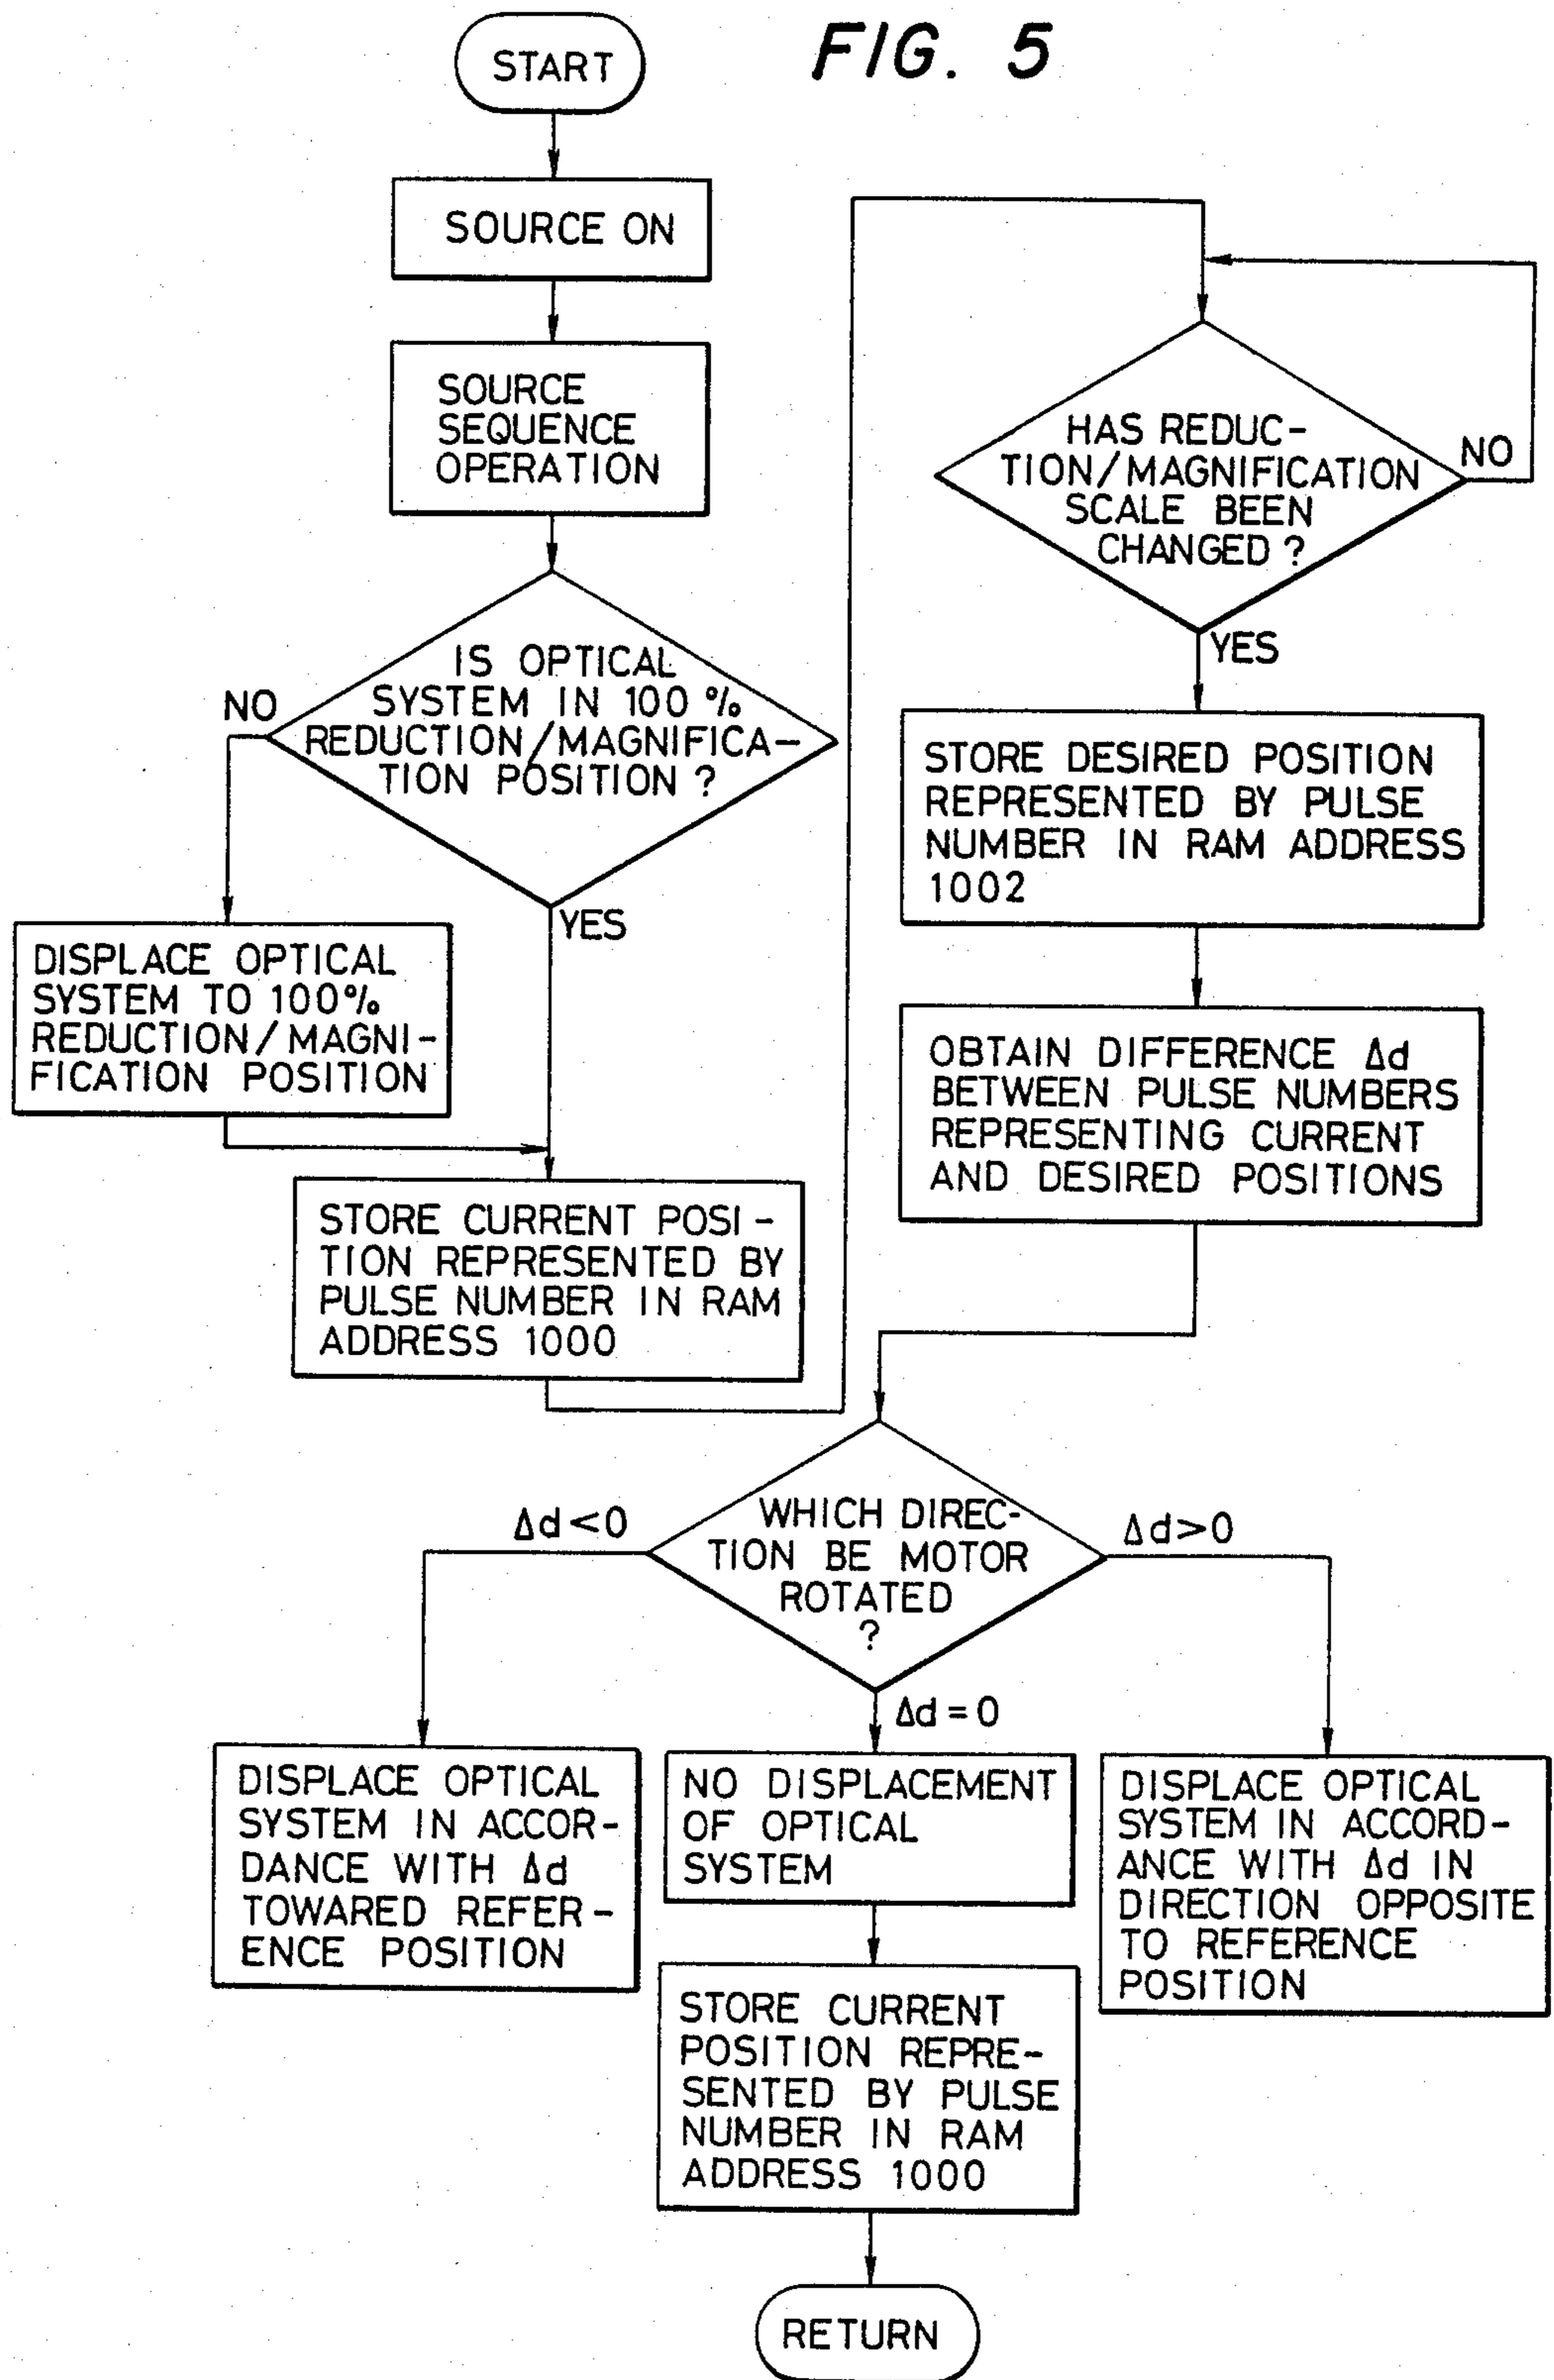 FIG. 5
START
SOURCE ON
SOURCE
SEQUENCE
OPERATION
IS OPTICAL
SYSTEM IN 100 %
REDUCTION/MAGNIFICA-
TION POSITION ?
NO
YES
DISPLACE OPTICAL
SYSTEM TO 100%
REDUCTION/MAGNI-
FICATION POSITION
STORE CURRENT POSI-
TION REPRESENTED BY
PULSE NUMBER IN RAM
ADDRESS 1000
HAS REDUC-
TION/MAGNIFICATION
SCALE BEEN
CHANGED ?
NO
YES
STORE DESIRED POSITION
REPRESENTED BY PULSE
NUMBER IN RAM ADDRESS
1002
OBTAIN DIFFERENCE Δd
BETWEEN PULSE NUMBERS
REPRESENTING CURRENT
AND DESIRED POSITIONS
WHICH DIREC-
TION BE MOTOR
ROTATED
?
Δd<0
Δd>0
Δd=0
DISPLACE OPTICAL
SYSTEM IN ACCOR-
DANCE WITH Δd
TOWARED REFER-
ENCE POSITION
NO DISPLACEMENT
OF OPTICAL
SYSTEM
DISPLACE OPTICAL
SYSTEM IN ACCORD-
ANCE WITH Δd IN
DIRECTION OPPOSITE
TO REFERENCE
POSITION
STORE CURRENT
POSITION REPRE-
SENTED BY PULSE
NUMBER IN RAM
ADDRESS 1000
RETURN